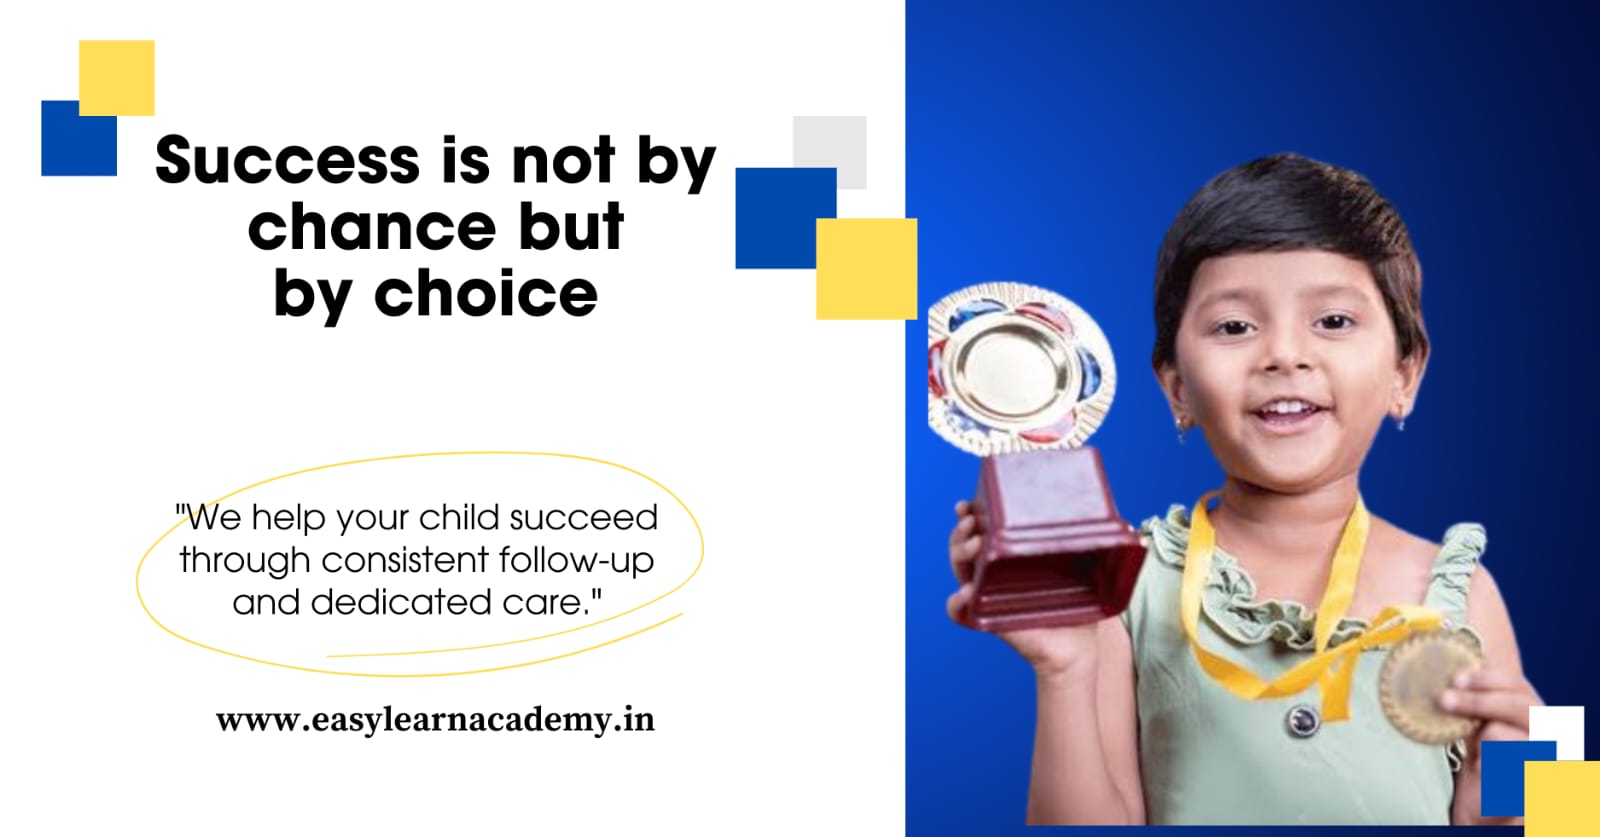 Success is not by
chance but
by choice
"We help your child succeed
through consistent follow-up
and dedicated care."
www.easylearnacademy.in